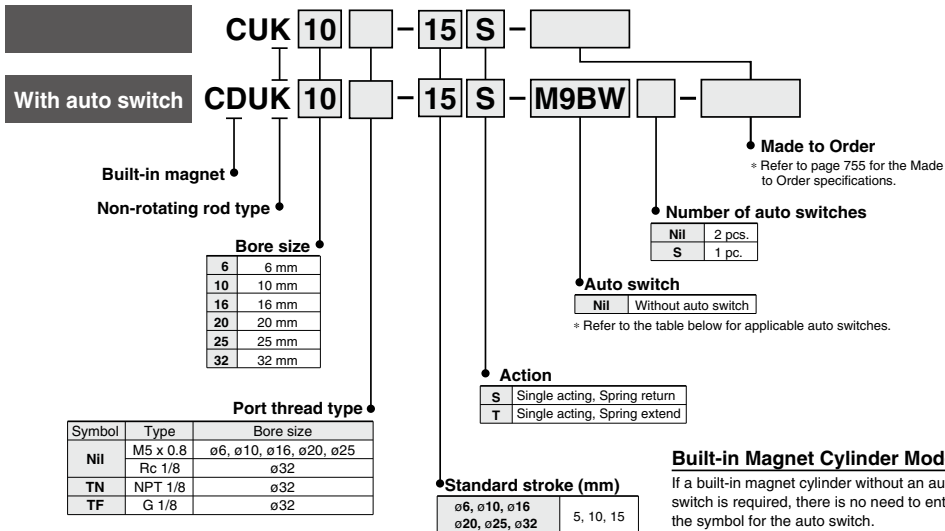 CUK 10 – 15 S –
With auto switch CDUK 10 – 15 S – M9BW –
Made to Order
∗ Refer to page 755 for the Made
to Order specifications.
Built-in magnet
Non-rotating rod type
Number of auto switches
Nil 2 pcs.
S 1 pc.
Bore size
6 6 mm
10 10 mm
16 16 mm
20 20 mm
25 25 mm
32 32 mm
Auto switch
Nil Without auto switch
∗ Refer to the table below for applicable auto switches.
Action
S Single acting, Spring return
T Single acting, Spring extend
Port thread type
Symbol Type Bore size
Nil M5 x 0.8 ø6, ø10, ø16, ø20, ø25
Rc 1/8 ø32
TN NPT 1/8 ø32
TF G 1/8 ø32
Standard stroke (mm)
ø6, ø10, ø16
ø20, ø25, ø32 5, 10, 15
Built-in Magnet Cylinder Mod
If a built-in magnet cylinder without an au
switch is required, there is no need to ent
the symbol for the auto switch.